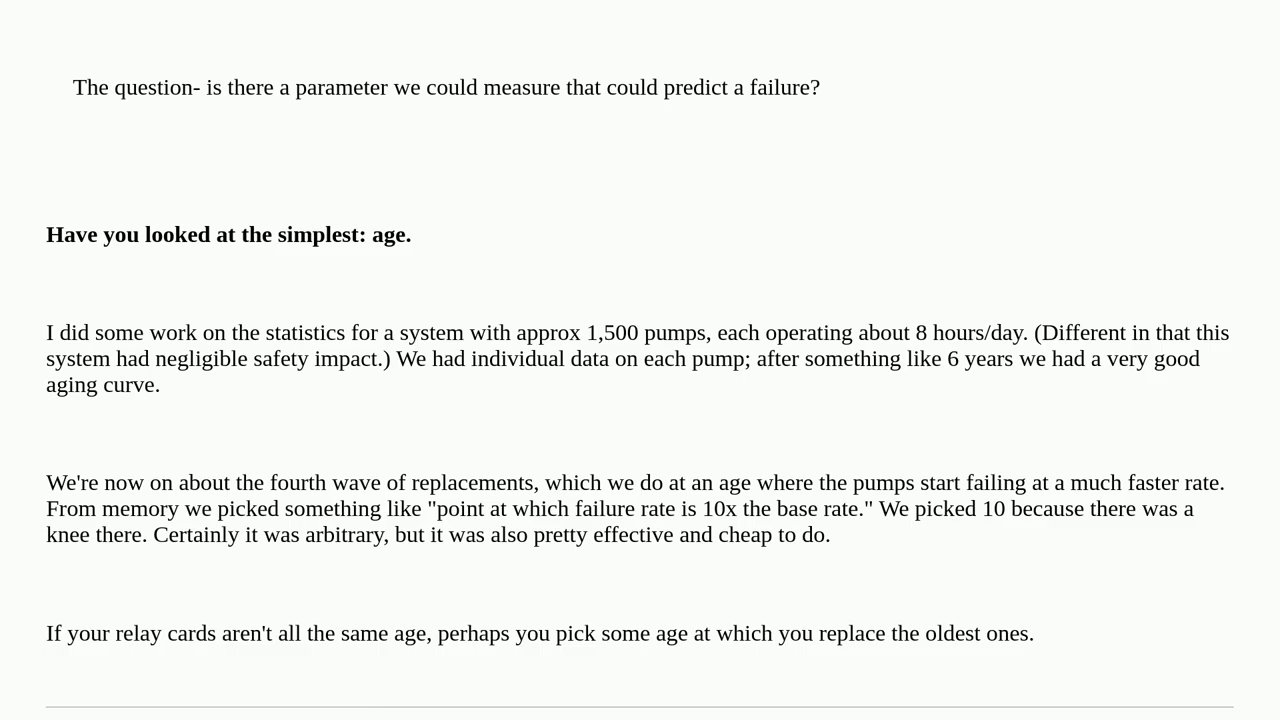 The question- is there a parameter we could measure that could predict a failure?
Have you looked at the simplest: age.
I did some work on the statistics for a system with approx 1,500 pumps, each operating about 8 hours/day. (Different in that this
system had negligible safety impact.) We had individual data on each pump; after something like 6 years we had a very good
aging curve.
We're now on about the fourth wave of replacements, which we do at an age where the pumps start failing at a much faster rate.
From memory we picked something like "point at which failure rate is 10x the base rate." We picked 10 because there was a
knee there. Certainly it was arbitrary, but it was also pretty effective and cheap to do.
If your relay cards aren't all the same age, perhaps you pick some age at which you replace the oldest ones.